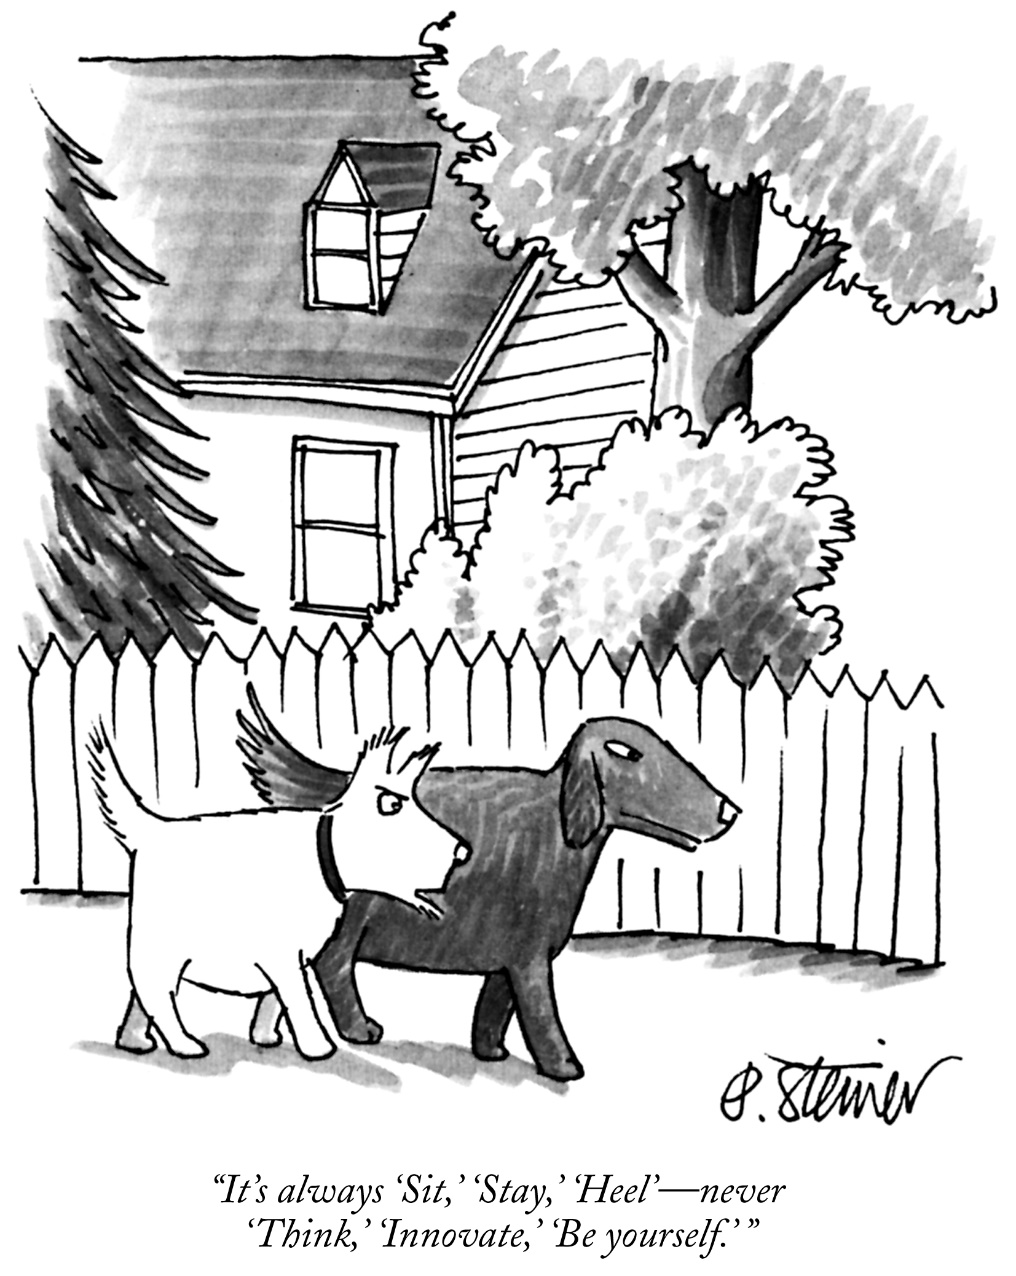 P. Steiner
“It’s always ‘Sit,’ ‘Stay,’ ‘Heel’—never
‘Think,’ ‘Innovate,’ ‘Be yourself.’ ”